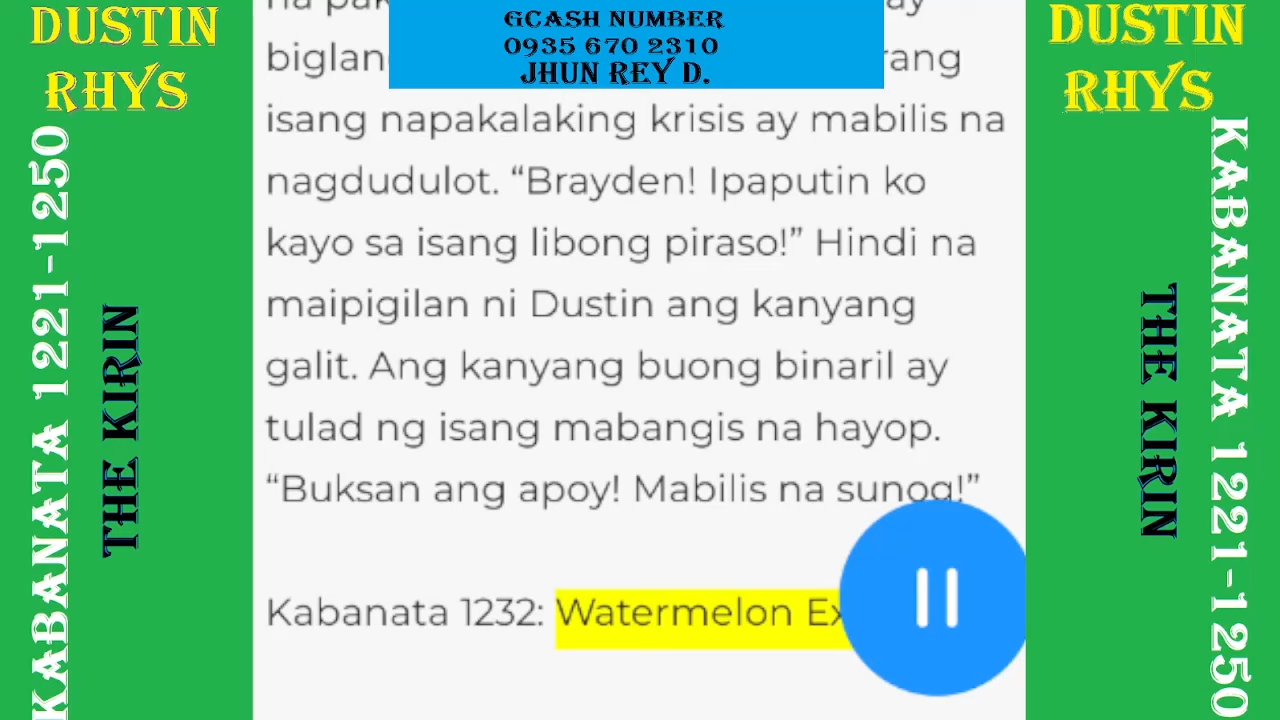 DUSTIN
RHYS
KABANATA 1221-1250
THE KIRIN
GCASH NUMBER
0935 670 2310
JHUN REY D.
isang napakalaking krisis ay mabilis na
nagdudulot. “Brayden! Ipaputin ko
kayo sa isang libong piraso!” Hindi na
maipigilan ni Dustin ang kanyang
galit. Ang kanyang buong binaril ay
tulad ng isang mabangis na hayop.
“Buksan ang apoy! Mabilis na sunog!”
Kabanata 1232: Watermelon
DUSTIN
RHYS
KABANATA 1221-1250
THE KIRIN